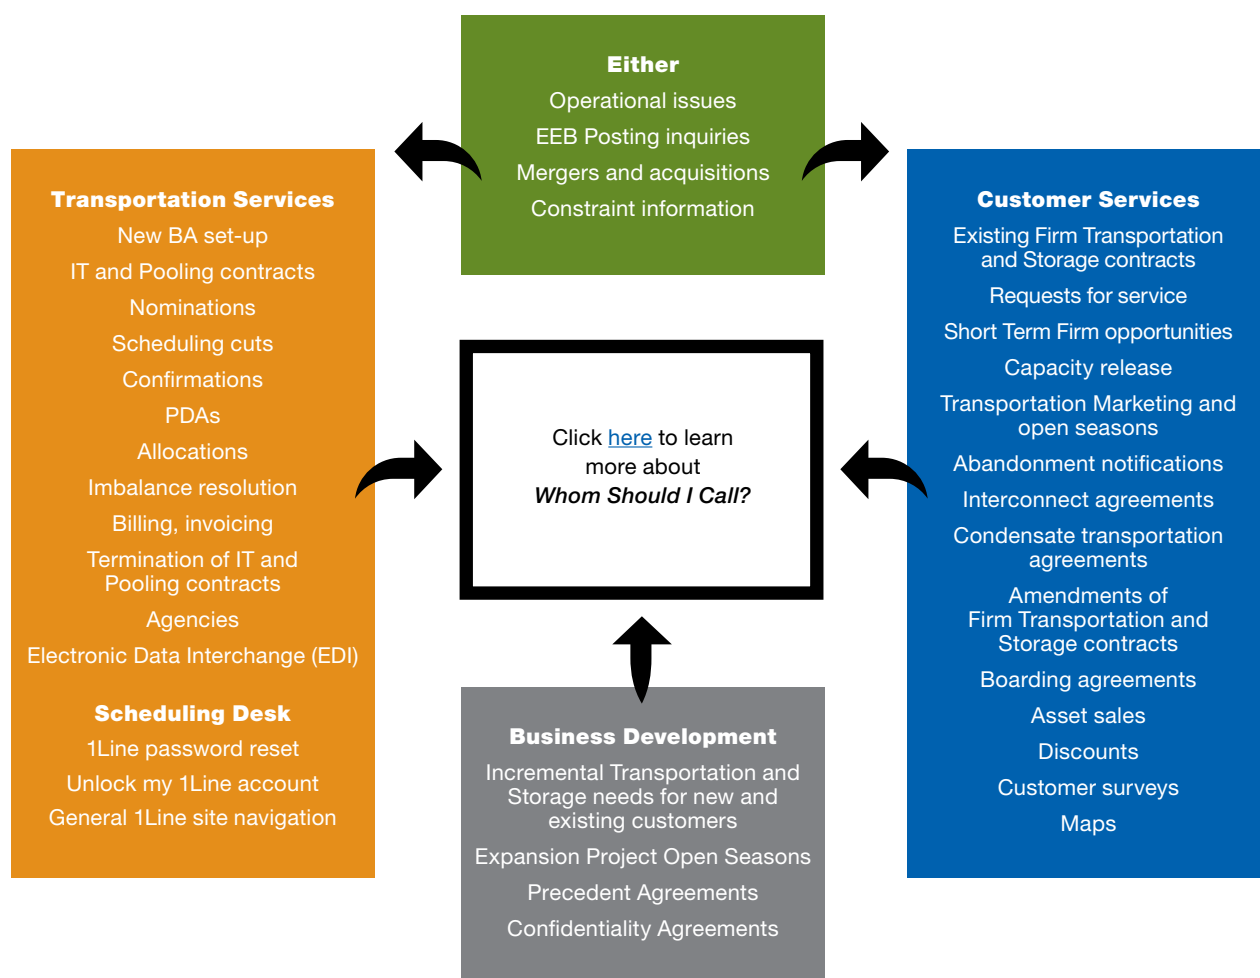 Either
Operational issues
EEB Posting inquiries
Mergers and acquisitions
Constraint information
Transportation Services
New BA set-up
IT and Pooling contracts
Nominations
Scheduling cuts
Confirmations
PDAs
Allocations
Imbalance resolution
Billing, invoicing
Termination of IT and
Pooling contracts
Agencies
Electronic Data Interchange (EDI)
Scheduling Desk
1Line password reset
Unlock my 1Line account
General 1Line site navigation
Click here to learn
more about
Whom Should I Call?
Business Development
Incremental Transportation and
Storage needs for new and
existing customers
Expansion Project Open Seasons
Precedent Agreements
Confidentiality Agreements
Customer Services
Existing Firm Transportation
and Storage contracts
Requests for service
Short Term Firm opportunities
Capacity release
Transportation Marketing and
open seasons
Abandonment notifications
Interconnect agreements
Condensate transportation
agreements
Amendments of
Firm Transportation and
Storage contracts
Boarding agreements
Asset sales
Discounts
Customer surveys
Maps